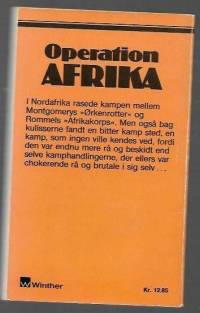 Operation
AFRIKA
I Nordafrika rasede kampen mellem
Montgomerys »Ørkenrotter« og
Rommels »Afrikakorps«. Men også bag
kulisserne fandt en bitter kamp sted, en
kamp, som ingen ville kendes ved, fordi
den var endnu mere rå og beskidt end
selve kamphandlingerne, der ellers var
chokerende rå og brutale i sig selv ...
W Winther
Kr. 12.85